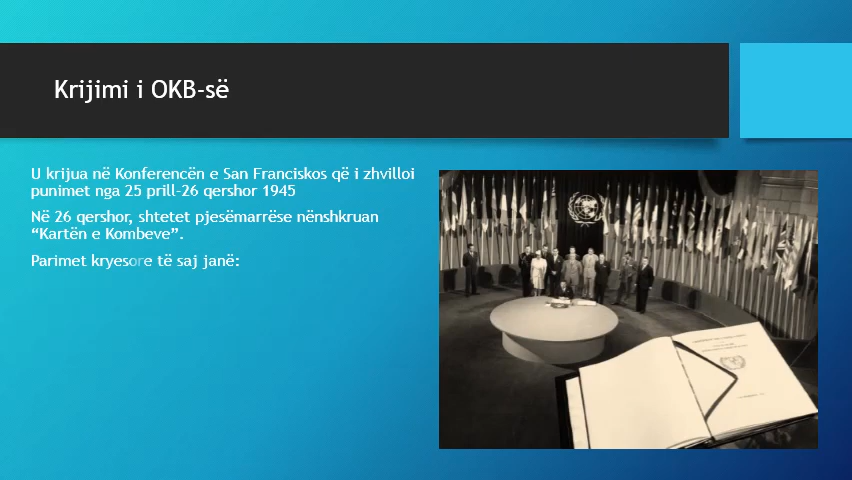 Krijimi i OKB-së
U krijua në Konferencën e San Franciskos që i zhvilloi
punimet nga 25 prill-26 qershor 1945
Në 26 qershor, shtetet pjesëmarrëse nënshkruan
“Kartën e Kombeve”.
Parimet kryesore të saj janë: